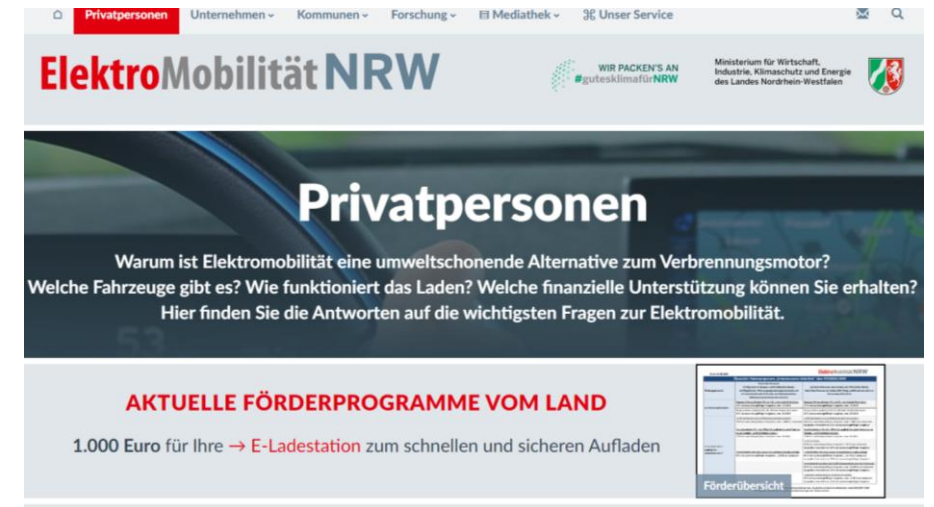 Privatpersonen Unternehmen Kommunen Forschung Mediathek Unser Service
ElektroMobilität NRW
WIR PACKEN'S AN
#gutesklimafürNRW
Ministerium für Wirtschaft,
Industrie, Klimaschutz und Energie
des Landes Nordrhein-Westfalen
Privatpersonen
Warum ist Elektromobilität eine umweltschonende Alternative zum Verbrennungsmotor?
Welche Fahrzeuge gibt es? Wie funktioniert das Laden? Welche finanzielle Unterstützung können Sie erhalten?
Hier finden Sie die Antworten auf die wichtigsten Fragen zur Elektromobilität.
53
AKTUELLE FÖRDERPROGRAMME VOM LAND
1.000 Euro für Ihre → E-Ladestation zum schnellen und sicheren Aufladen
ElektroMobilität NRW
Förderübersicht